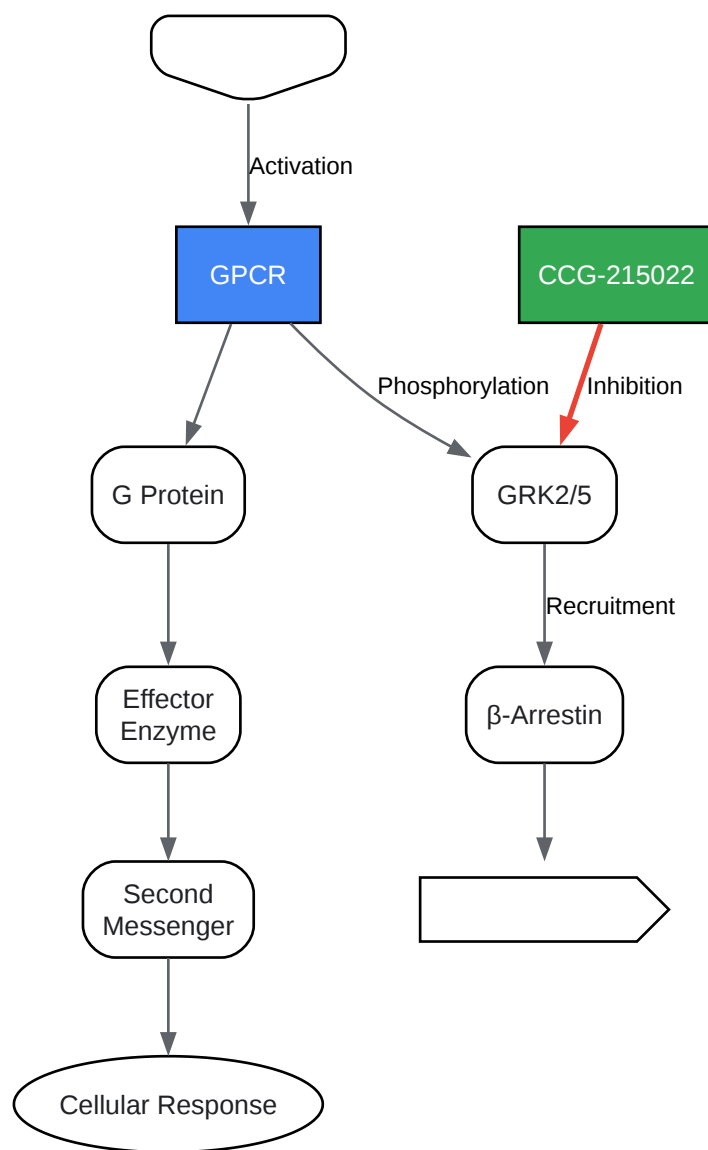 Activation
GPCR
CCG-215022
Phosphorylation
Inhibition
G Protein
GRK2/5
Recruitment
Effector
Enzyme
β-Arrestin
Second
Messenger
Cellular Response